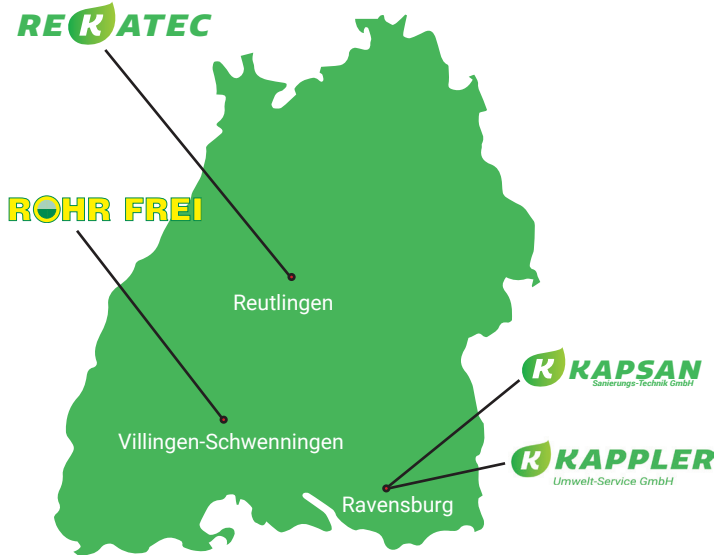 REKATEC
ROHR FREI
Reutlingen
K KAPSAN
Sanierungs-Technik GmbH
Villingen-Schwenningen
K KAPPLER
Umwelt-Service GmbH
Ravensburg